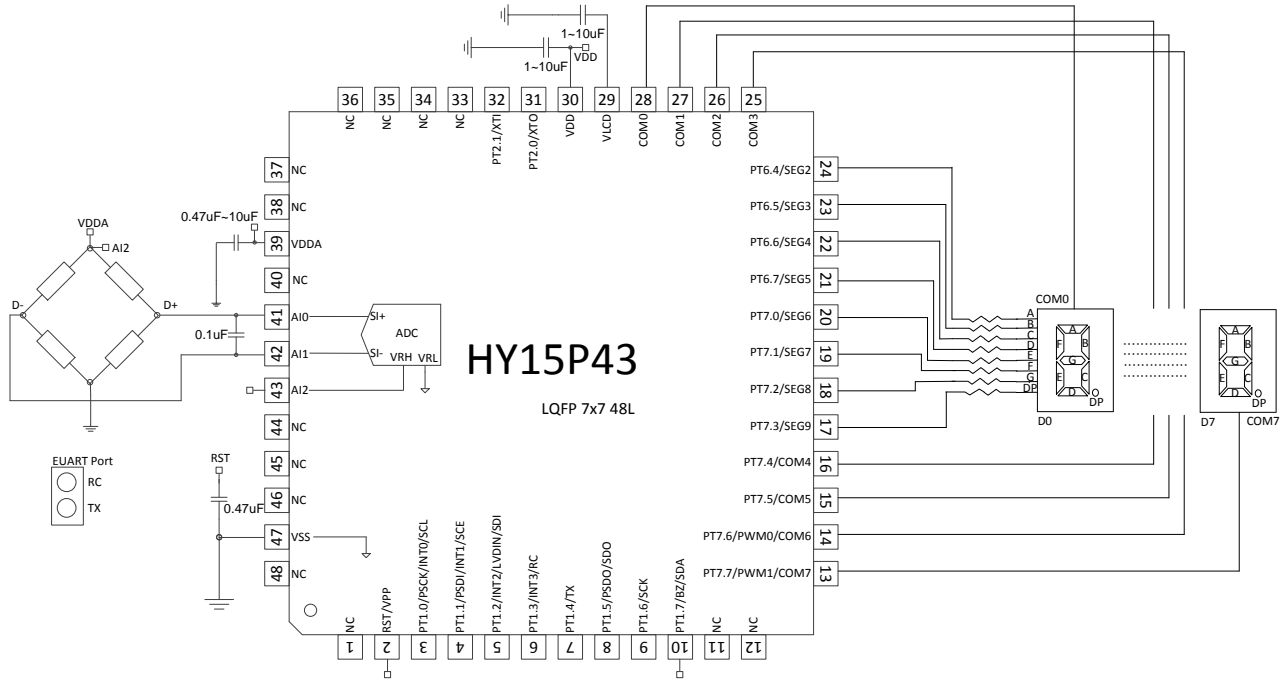 1~10uF
VDD
1~10uF
36
35
34
33
32
31
30
29
28
27
26
25
NC
NC
NC
NC
PT2.1/XTI
PT2.0/XTO
VDD
VLCD
COM0
COM1
COM2
COM3
37 NC
38 NC
0.47uF~10uF
39 VDDA
40 NC
41 AI0
42 AI1
43 AI2
44 NC
45 NC
46 NC
47 VSS
48 NC
VDDA
AI2
D-
D+
0.1uF
SI+
ADC
SI-
VRH
VRL
HY15P43
LQFP 7x7 48L
EUART Port
RC
TX
RST
0.47uF
PT6.4/SEG2 24
PT6.5/SEG3 23
PT6.6/SEG4 22
PT6.7/SEG5 21
PT7.0/SEG6 20
PT7.1/SEG7 19
PT7.2/SEG8 18
PT7.3/SEG9 17
PT7.4/COM4 16
PT7.5/COM5 15
PT7.6/PWM0/COM6 14
PT7.7/PWM1/COM7 13
COM0
A
B
C
D
E
F
G
DP
A
F
B
G
E
C
D
DP
D0
A
F
B
G
E
C
D
DP
D7
COM7
NC
RST/VPP
PT1.0/PSCK/INT0/SCL
PT1.1/PSDI/INT1/SCE
PT1.2/INT2/LVDIN/SDI
PT1.3/INT3/RC
PT1.4/TX
PT1.5/PSDO/SDO
PT1.6/SCK
PT1.7/BZ/SDA
NC
NC
1
2
3
4
5
6
7
8
9
10
11
12